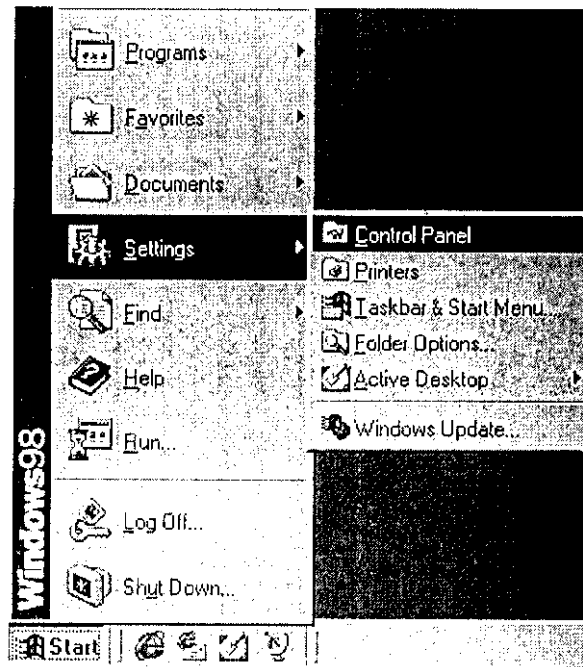 Programs
Favorites
Documents
Settings
Find
Help
Run...
Log Off...
Shut Down...
Control Panel
Printers
Taskbar & Start Menu...
Folder Options...
Active Desktop
Windows Update...
Windows98
Start